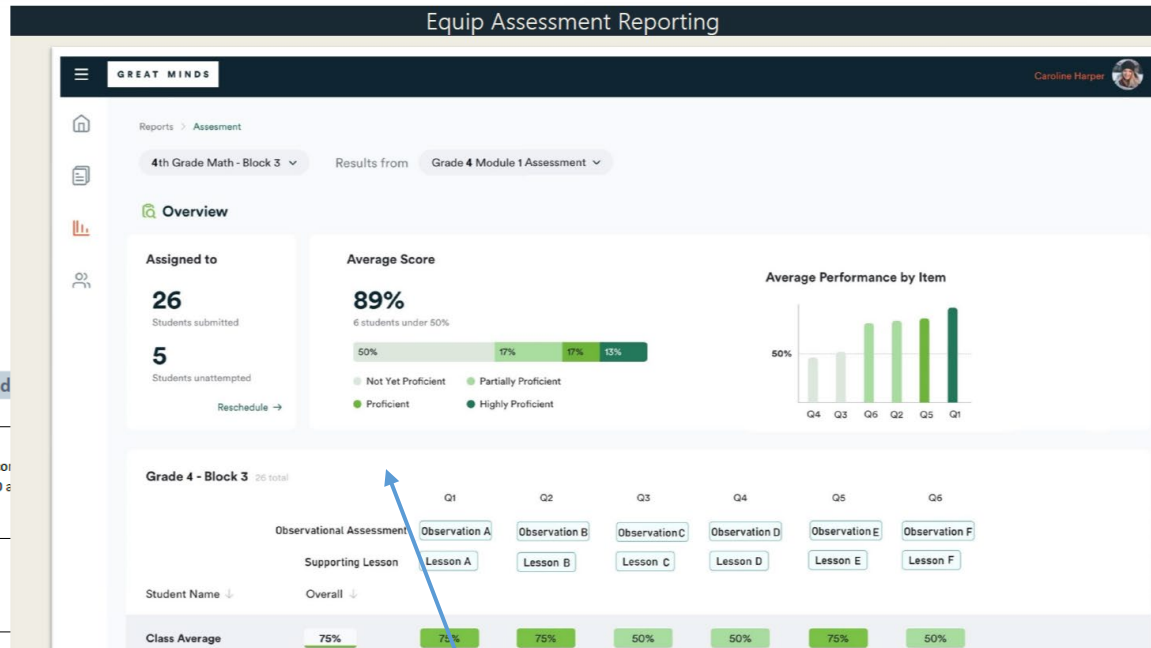 Equip Assessment Reporting
GREAT MINDS
Caroline Harper
Reports > Assesment
4th Grade Math - Block 3
Results from
Grade 4 Module 1 Assessment
Overview
Assigned to
26
Students submitted
5
Students unattempted
Reschedule →
Average Score
89%
6 students under 50%
50% 17% 17% 13%
Not Yet Proficient Partially Proficient
Proficient Highly Proficient
Average Performance by Item
50%
Q4 Q3 Q6 Q2 Q5 Q1
Grade 4 - Block 3 26 total
Q1 Q2 Q3 Q4 Q5 Q6
Observational Assessment Observation A Observation B Observation C Observation D Observation E Observation F
Supporting Lesson Lesson A Lesson B Lesson C Lesson D Lesson E Lesson F
Student Name ↓ Overall ↓
Class Average 75% 75% 75% 50% 50% 75% 50%